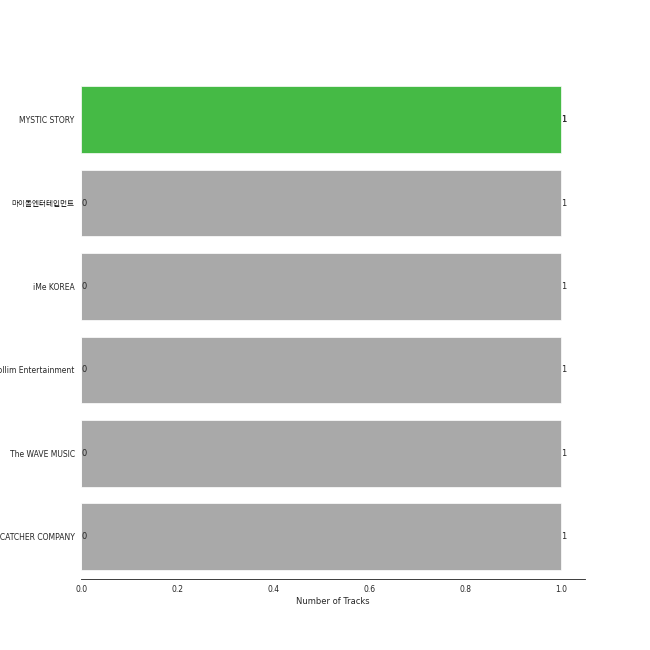 MYSTIC STORY
1
마이돌엔터테인먼트
0
1
iMe KOREA
0
1
ollim Entertainment
0
1
The WAVE MUSIC
0
1
CATCHER COMPANY
0
1
0.0 0.2 0.4 0.6 0.8 1.0
Number of Tracks